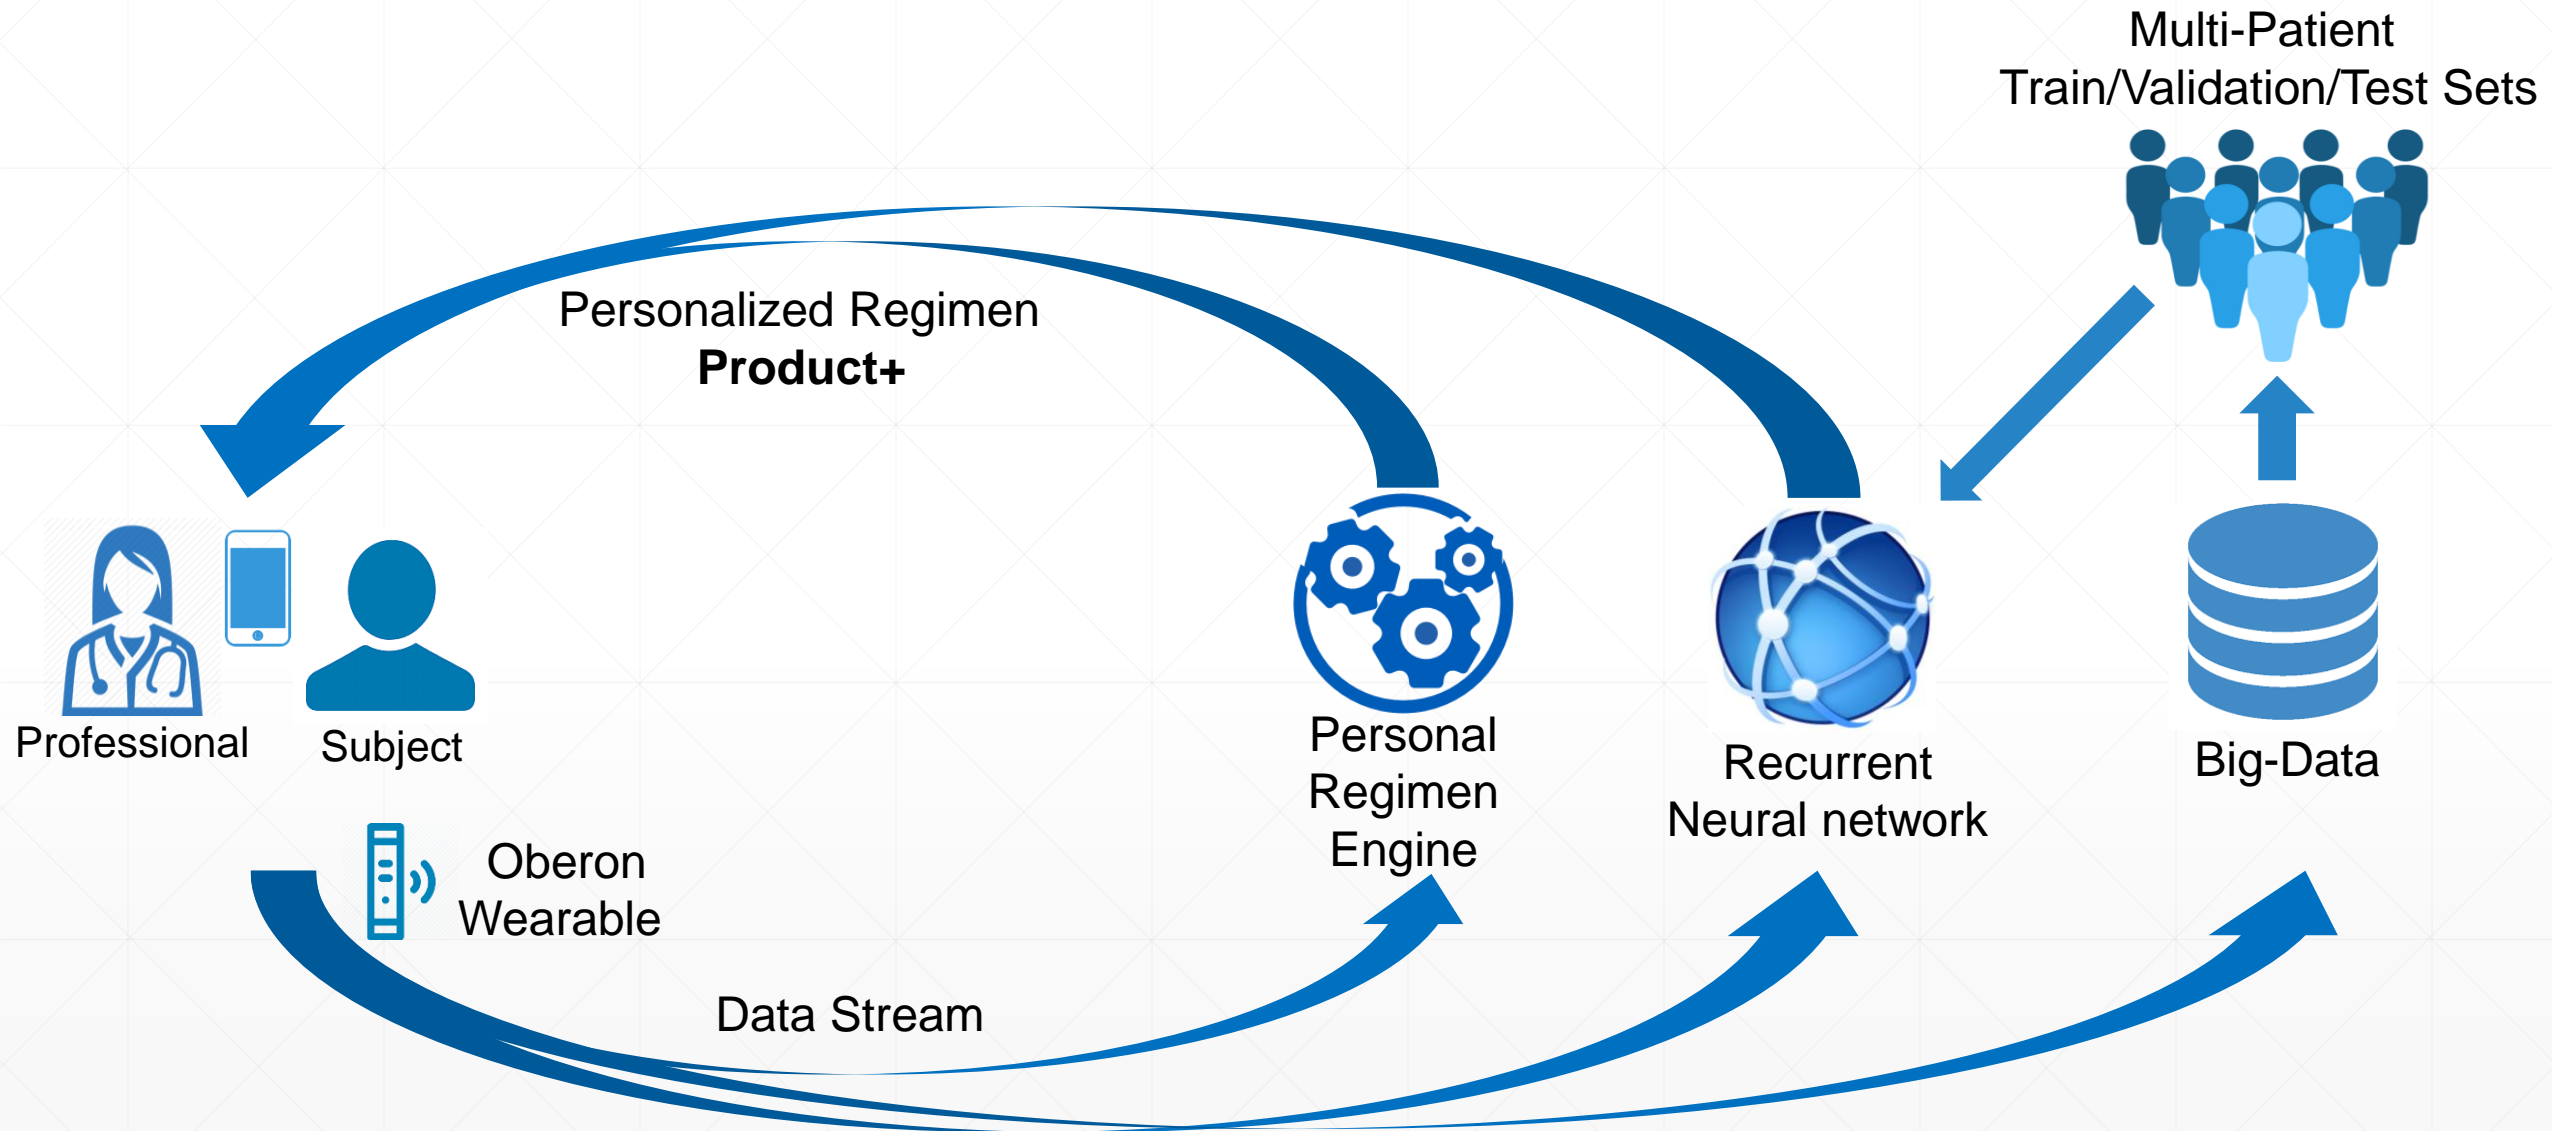 Multi-Patient
Train/Validation/Test Sets
Personalized Regimen
Product+
Professional
Subject
Personal
Regimen
Engine
Recurrent
Neural network
Big-Data
Oberon
Wearable
Data Stream